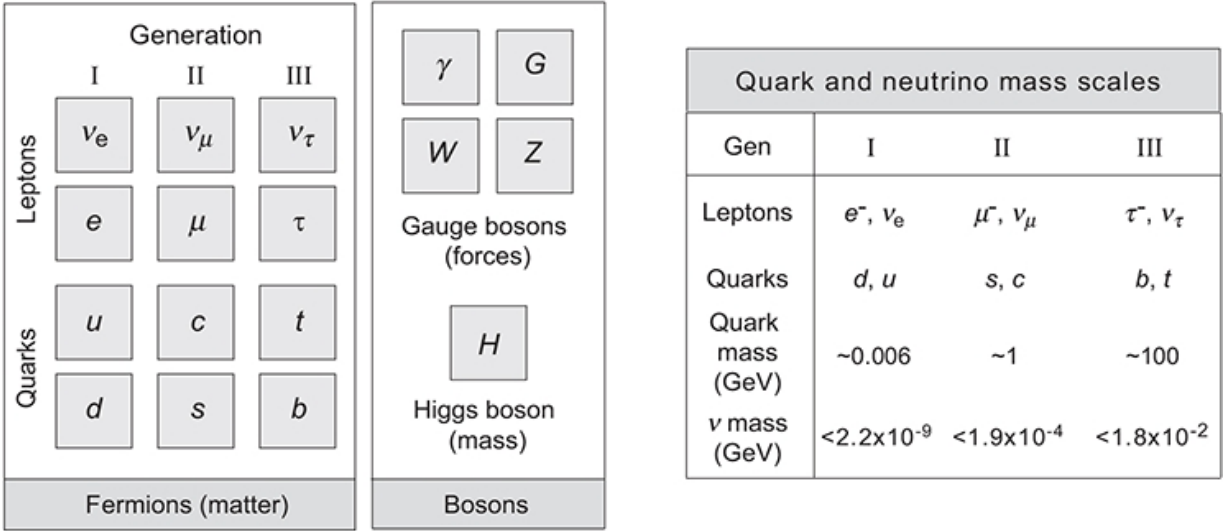 Generation
I II III
Leptons
νe νμ ντ
e μ τ
Quarks
u c t
d s b
Fermions (matter)
γ G
W Z
Gauge bosons
(forces)
H
Higgs boson
(mass)
Bosons
Quark and neutrino mass scales
Gen I II III
Leptons e⁻, νe μ⁻, νμ τ⁻, ντ
Quarks d, u s, c b, t
Quark
mass
(GeV) ~0.006 ~1 ~100
ν mass
(GeV) <2.2x10⁻⁹ <1.9x10⁻⁴ <1.8x10⁻²